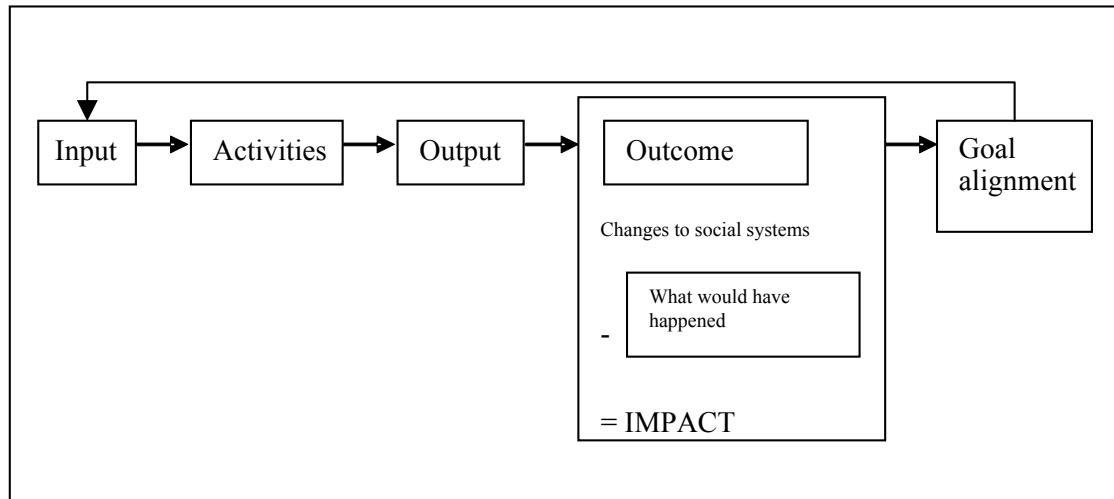 Input
Activities
Output
Outcome
Changes to social systems
-
What would have
happened
= IMPACT
Goal
alignment